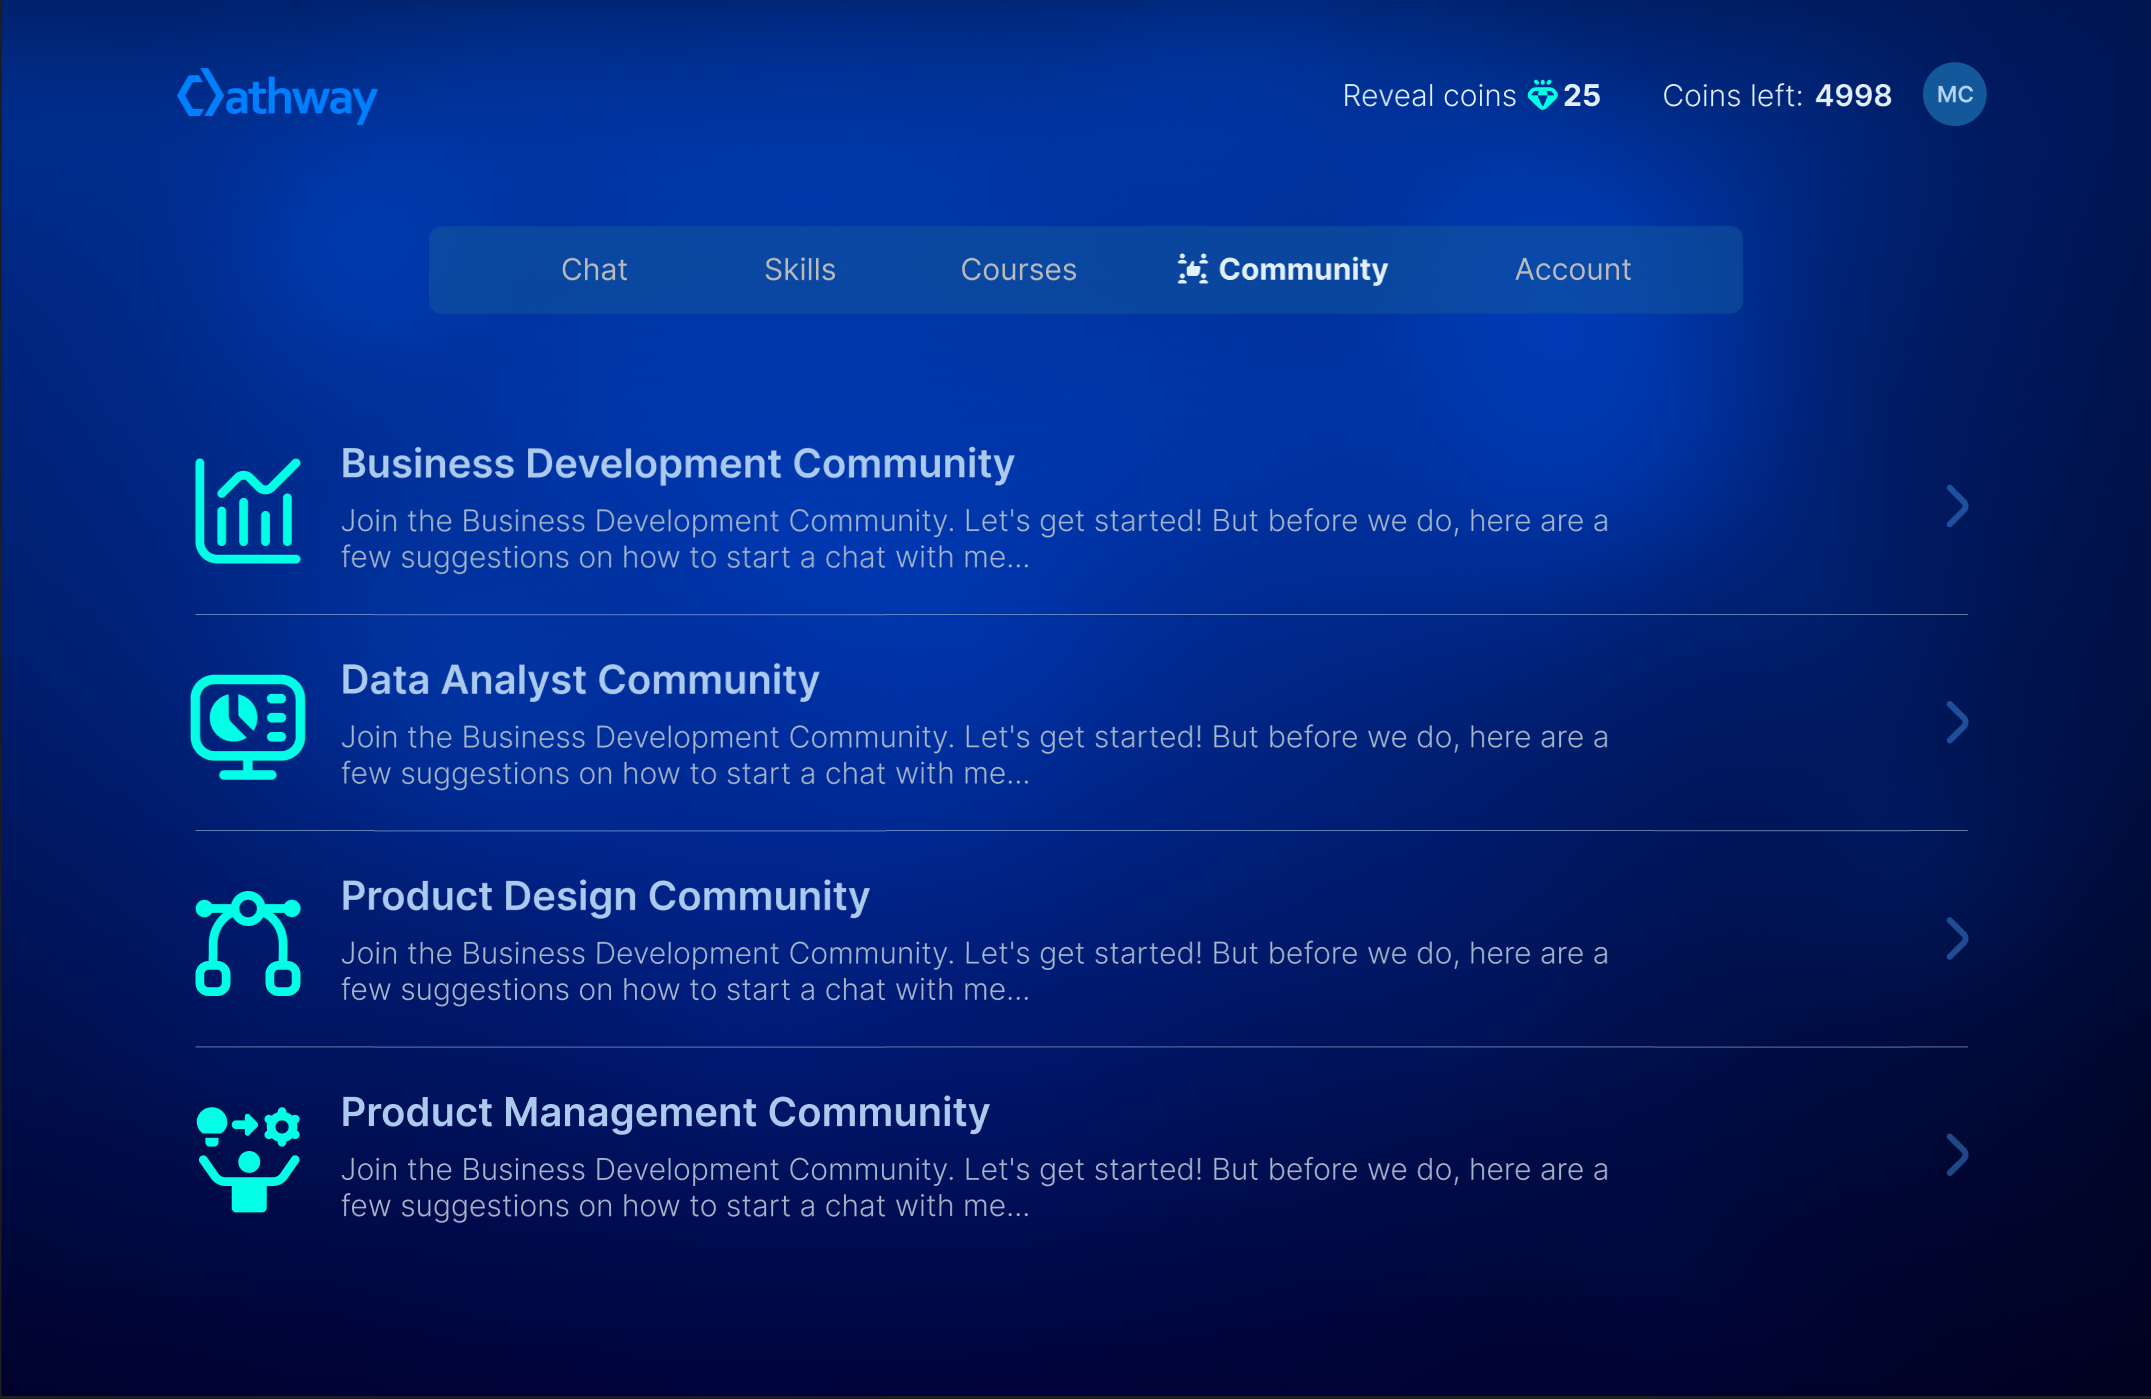 Pathway
Reveal coins 25 Coins left: 4998 MC
Chat Skills Courses Community Account
Business Development Community
Join the Business Development Community. Let's get started! But before we do, here are a
few suggestions on how to start a chat with me...
Data Analyst Community
Join the Business Development Community. Let's get started! But before we do, here are a
few suggestions on how to start a chat with me...
Product Design Community
Join the Business Development Community. Let's get started! But before we do, here are a
few suggestions on how to start a chat with me...
Product Management Community
Join the Business Development Community. Let's get started! But before we do, here are a
few suggestions on how to start a chat with me...